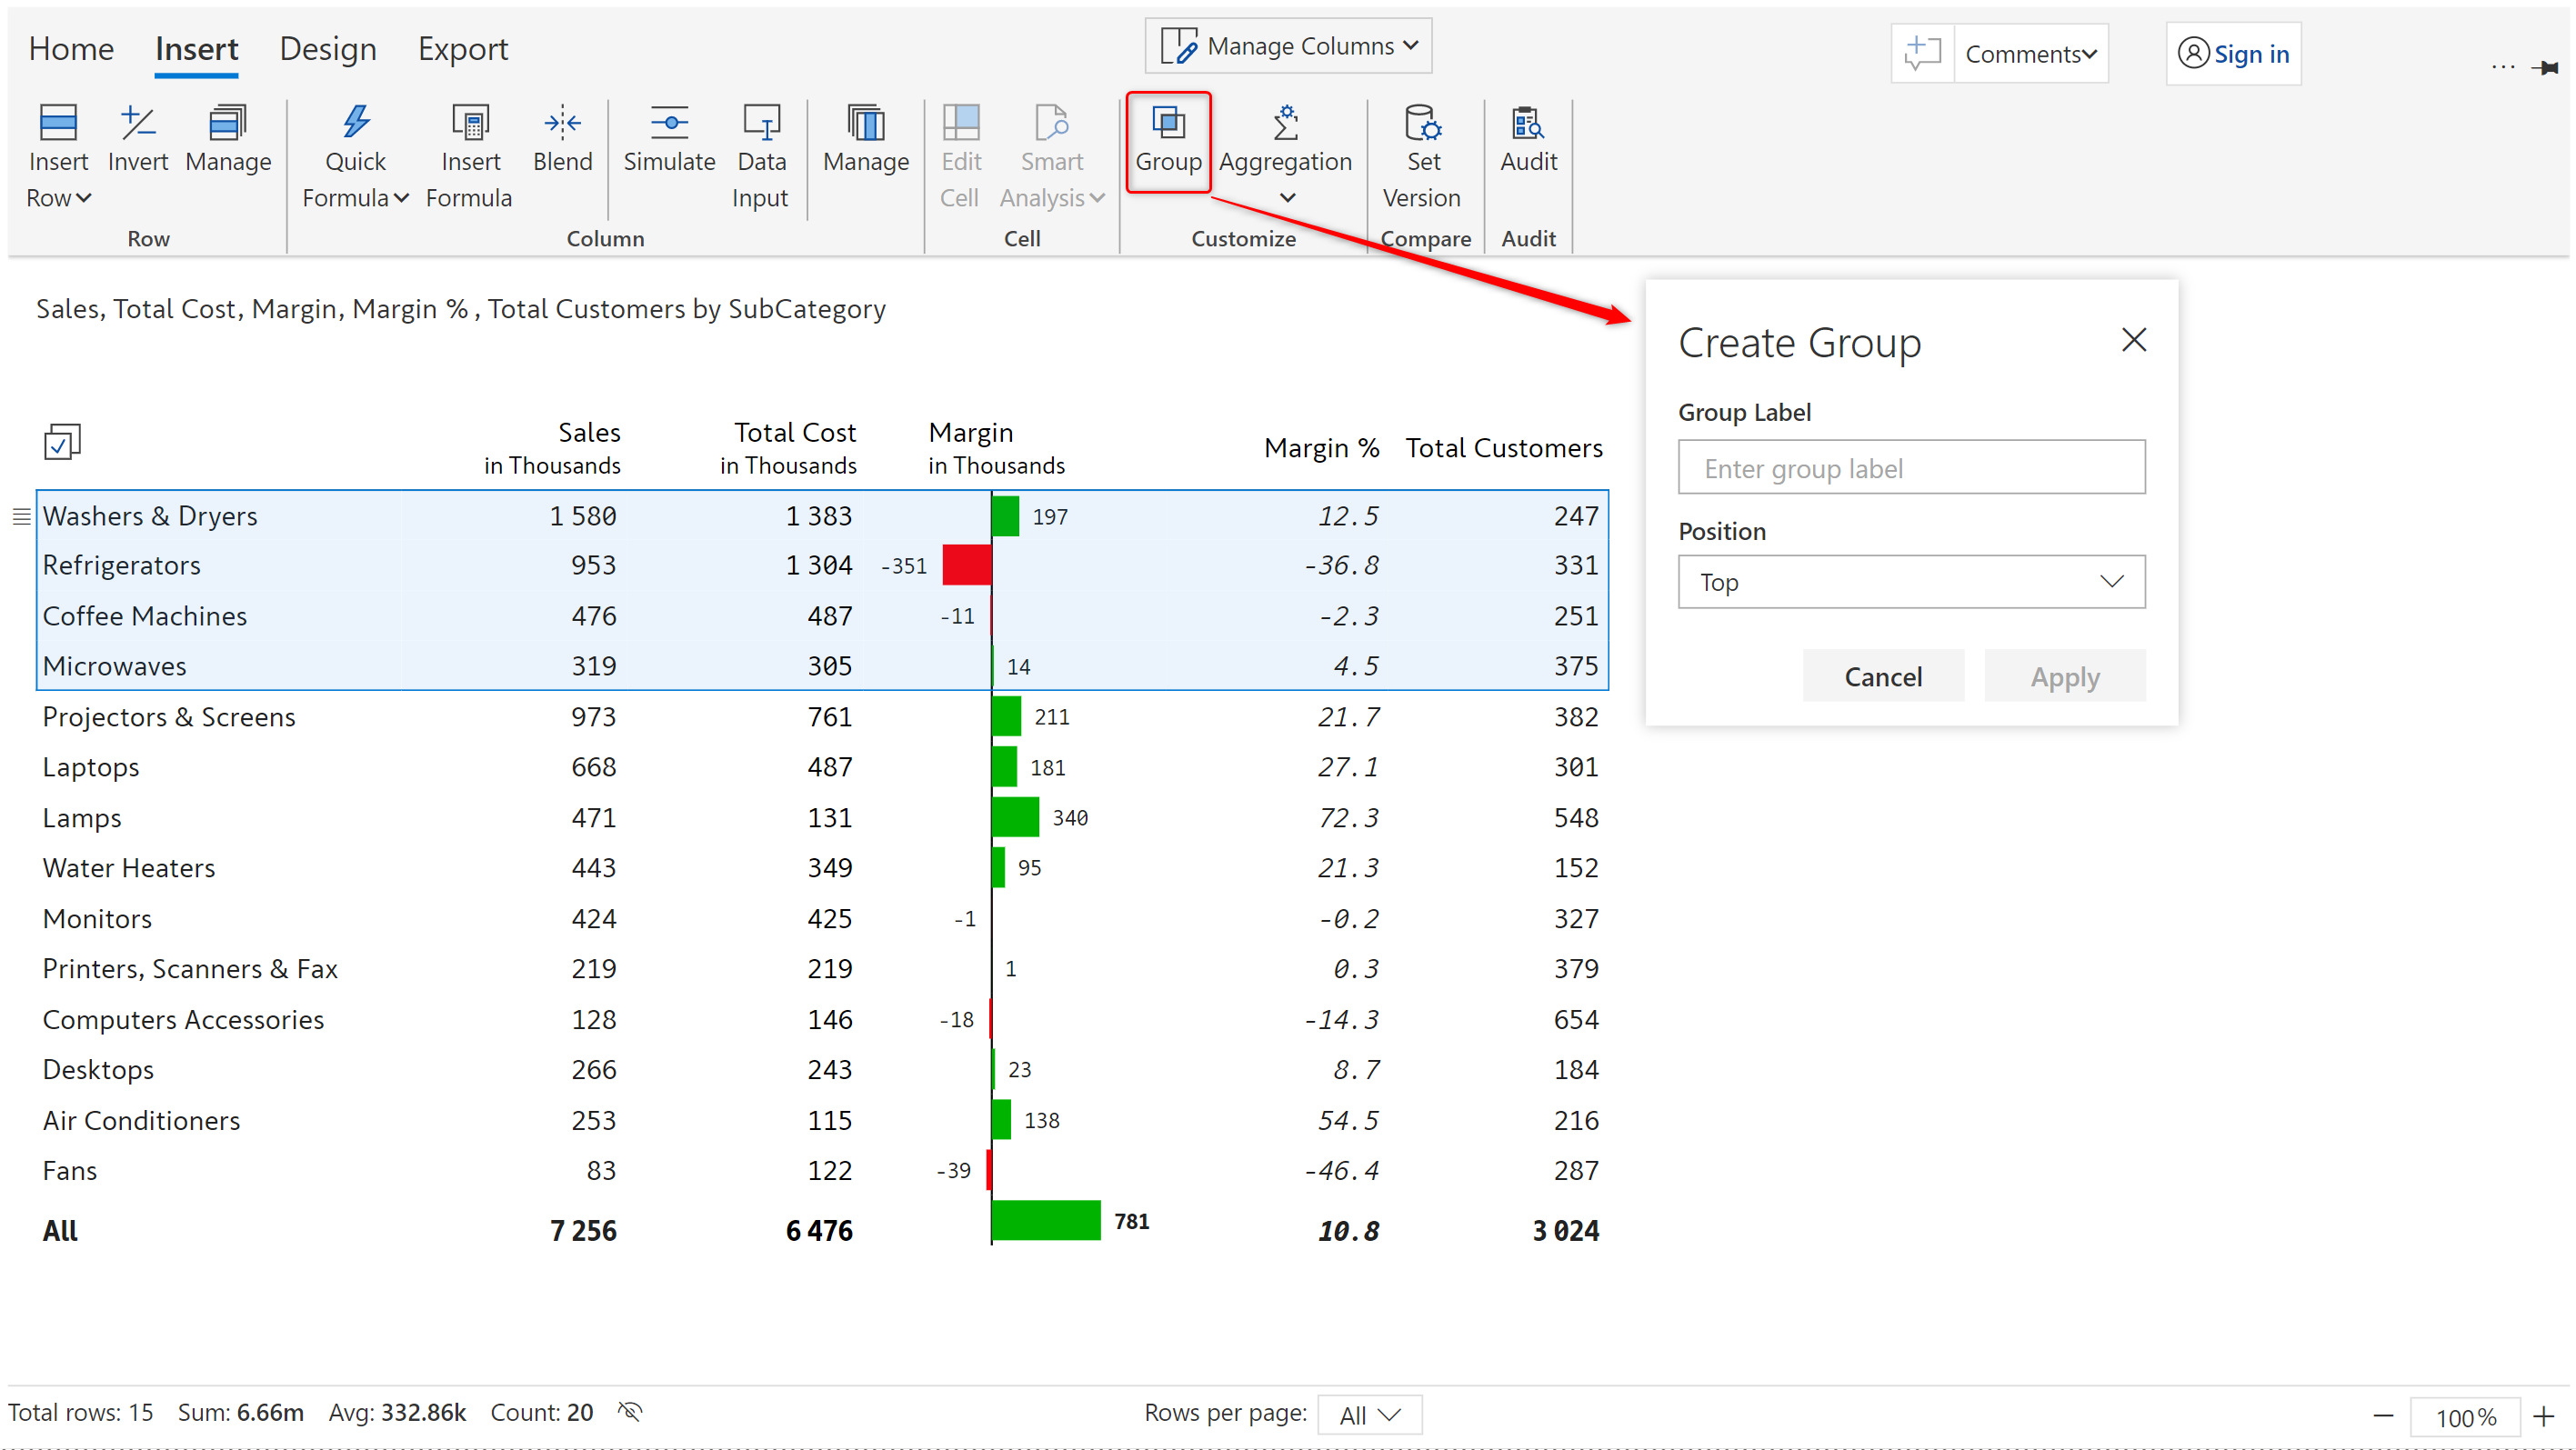 Home Insert Design Export
Manage Columns
Comments
Sign in
Insert Row
Invert
Manage
Row
Quick Formula
Insert Formula
Blend
Simulate
Data Input
Manage
Column
Edit Cell
Smart Analysis
Cell
Group
Aggregation
Customize
Set Version
Compare
Audit
Audit
Sales, Total Cost, Margin, Margin % , Total Customers by SubCategory
Sales in Thousands
Total Cost in Thousands
Margin in Thousands
Margin %
Total Customers
Washers & Dryers 1 580 1 383 197 12.5 247
Refrigerators 953 1 304 -351 -36.8 331
Coffee Machines 476 487 -11 -2.3 251
Microwaves 319 305 14 4.5 375
Projectors & Screens 973 761 211 21.7 382
Laptops 668 487 181 27.1 301
Lamps 471 131 340 72.3 548
Water Heaters 443 349 95 21.3 152
Monitors 424 425 -1 -0.2 327
Printers, Scanners & Fax 219 219 1 0.3 379
Computers Accessories 128 146 -18 -14.3 654
Desktops 266 243 23 8.7 184
Air Conditioners 253 115 138 54.5 216
Fans 83 122 -39 -46.4 287
All 7 256 6 476 781 10.8 3 024
Create Group
Group Label
Enter group label
Position
Top
Cancel Apply
Total rows: 15 Sum: 6.66m Avg: 332.86k Count: 20
Rows per page: All
100%